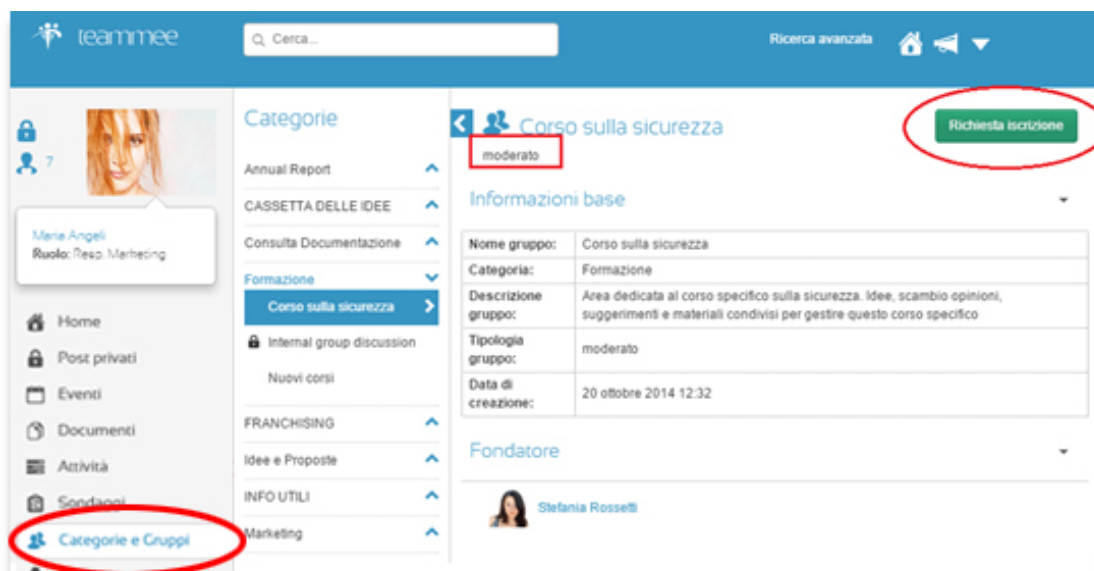 teammee
Cerca...
Ricerca avanzata
7
Maria Angeli
Ruolo: Resp. Marketing
Home
Post privati
Eventi
Documenti
Attività
Sondaggi
Categorie e Gruppi
Categorie
Annual Report
CASSETTA DELLE IDEE
Consulta Documentazione
Formazione
Corso sulla sicurezza
Internal group discussion
Nuovi corsi
FRANCHISING
Idee e Proposte
INFO UTILI
Marketing
Corso sulla sicurezza
Richiesta iscrizione
moderato
Informazioni base
Nome gruppo: Corso sulla sicurezza
Categoria: Formazione
Descrizione gruppo: Area dedicata al corso specifico sulla sicurezza. Idee, scambio opinioni,
suggerimenti e materiali condivisi per gestire questo corso specifico
Tipologia gruppo: moderato
Data di creazione: 20 ottobre 2014 12:32
Fondatore
Stefania Rossetti